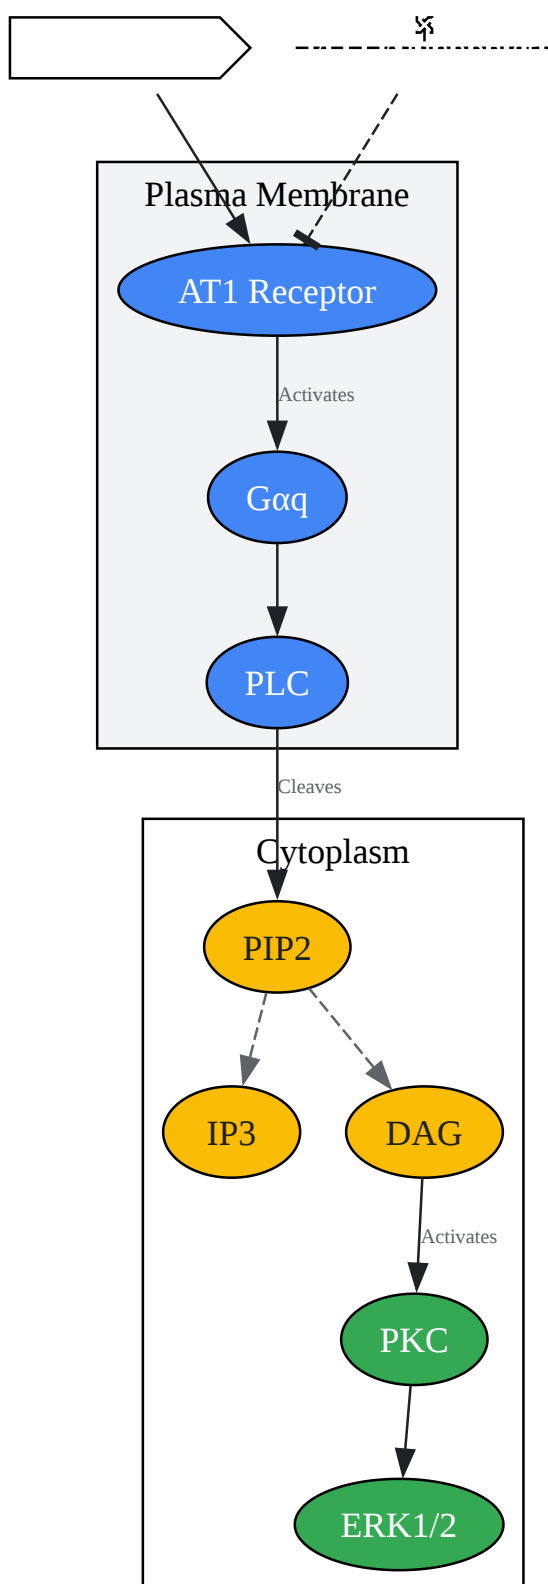 Plasma Membrane
AT1 Receptor
Activates
Gαq
PLC
Cleaves
Cytoplasm
PIP2
IP3
DAG
Activates
PKC
ERK1/2